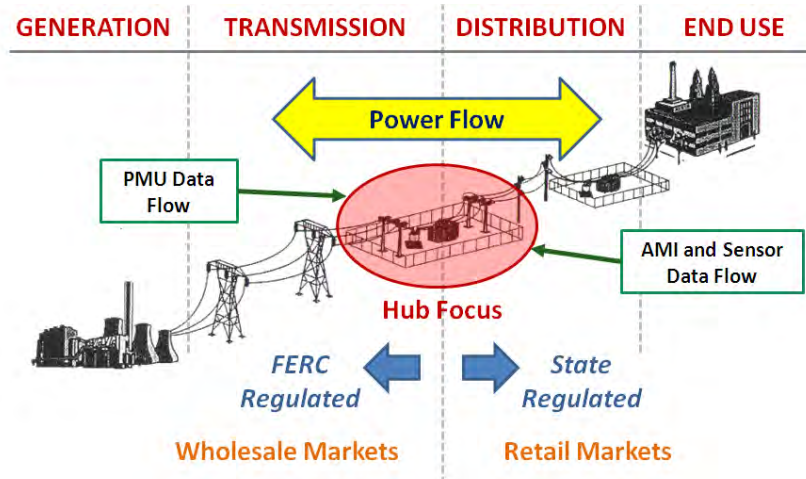 GENERATION
TRANSMISSION
DISTRIBUTION
END USE
Power Flow
PMU Data
Flow
AMI and Sensor
Data Flow
Hub Focus
FERC
Regulated
State
Regulated
Wholesale Markets
Retail Markets